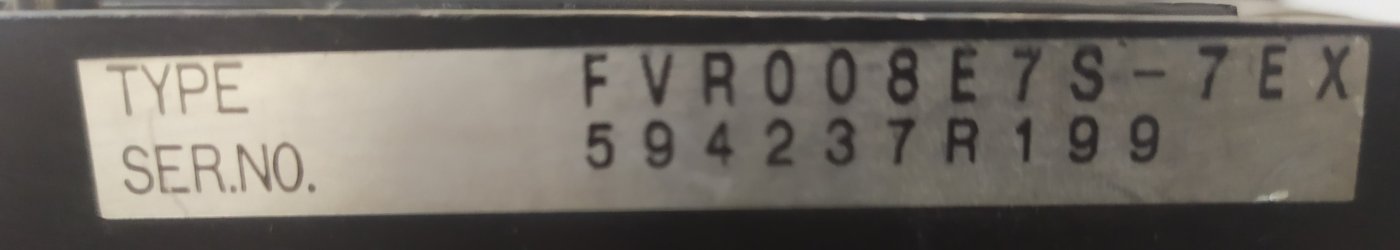 TYPE FVR008E7S-7EX
SER.NO. 594237R199